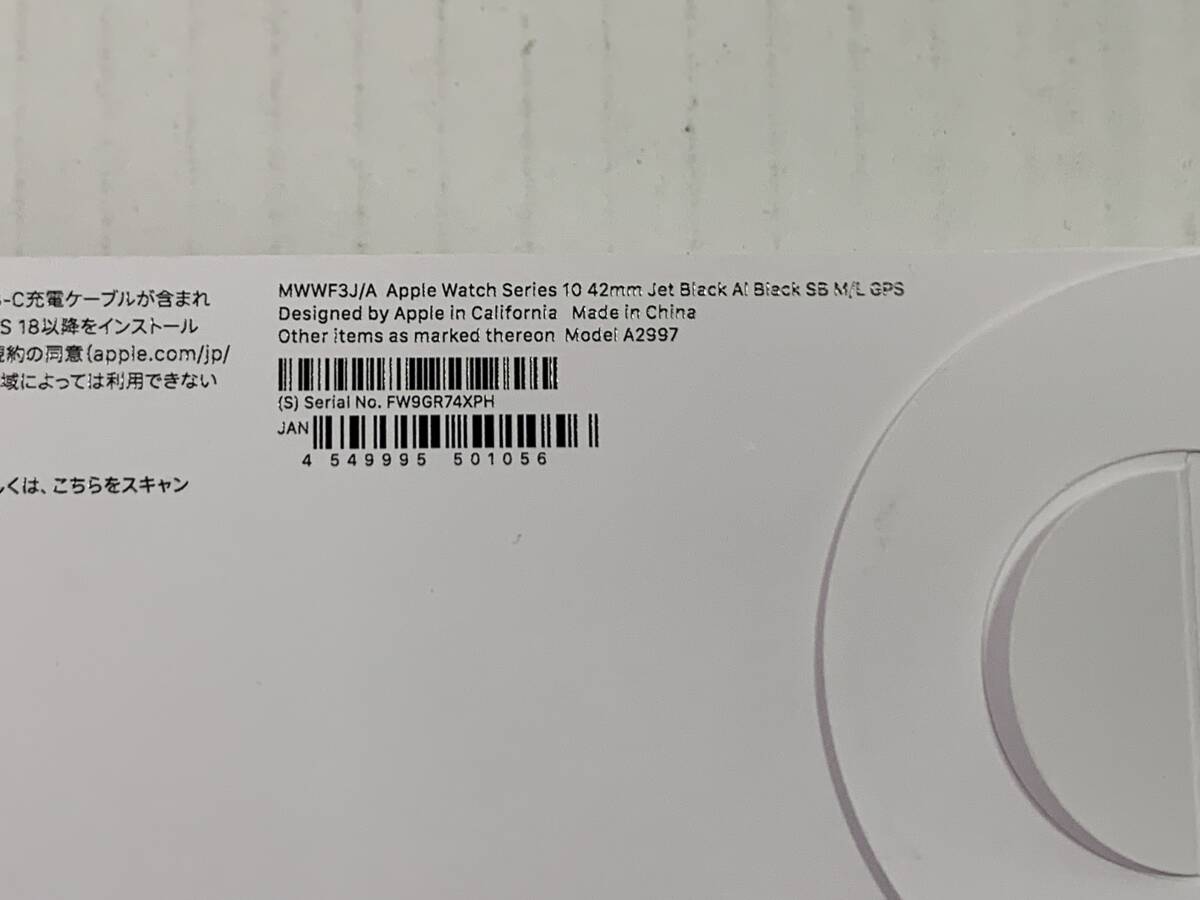 -C充電ケーブルが含まれ
S 18以降をインストール
約の同意(apple.com/jp/
域によっては利用できない
くは、こちらをスキャン
MWWF3J/A Apple Watch Series 10 42mm Jet Black Al Black SB M/L GPS
Designed by Apple in California Made in China
Other items as marked thereon Model A2997
(S) Serial No. FW9GR74XPH
JAN
4 549995 501056